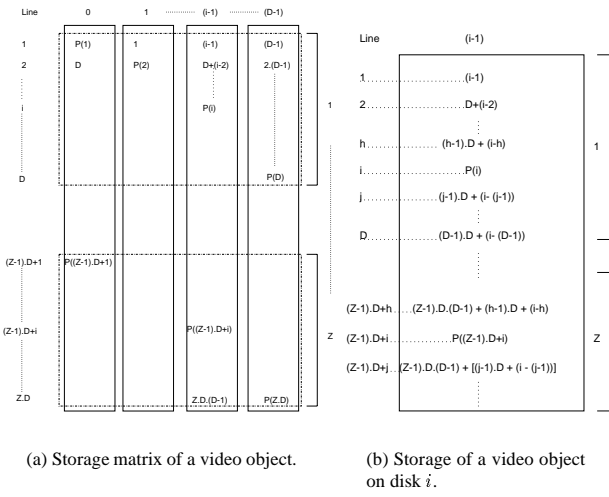 Line 0 1 (i-1) (D-1)
1 P(1) 1 (i-1) (D-1)
2 D P(2) D+(i-2) 2.(D-1)
i P(i) 1
D P(D)
(Z-1).D+1 P((Z-1).D+1)
(Z-1).D+i P((Z-1).D+i) Z
Z.D Z.D.(D-1) P(Z.D)
(a) Storage matrix of a video object.
Line (i-1)
1 (i-1)
2 D+(i-2)
h (h-1).D + (i-h) 1
i P(i)
j (j-1).D + (i- (j-1))
D (D-1).D + (i- (D-1))
(Z-1).D+h (Z-1).D.(D-1) + (h-1).D + (i-h)
(Z-1).D+i P((Z-1).D+i) Z
(Z-1).D+j (Z-1).D.(D-1) + [(j-1).D + (i - (j-1))]
(b) Storage of a video object
on disk i.